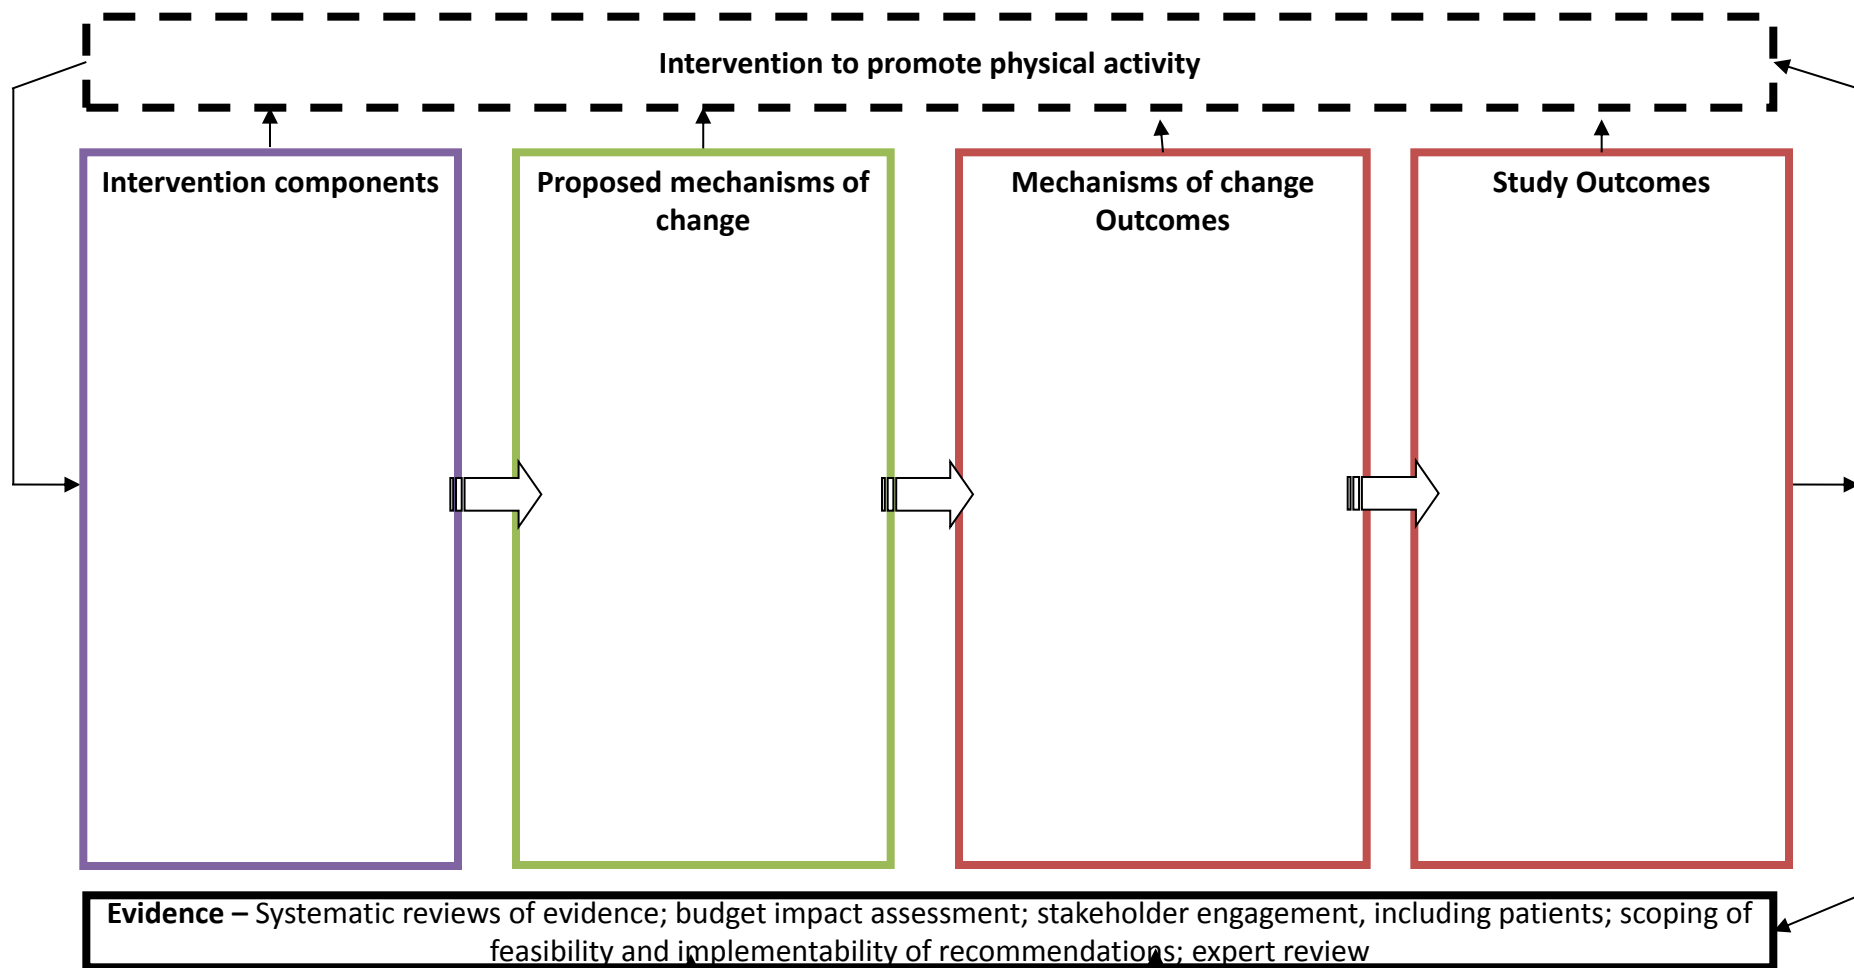 Intervention to promote physical activity
Intervention components
Proposed mechanisms of
change
Mechanisms of change
Outcomes
Study Outcomes
Evidence – Systematic reviews of evidence; budget impact assessment; stakeholder engagement, including patients; scoping of
feasibility and implementability of recommendations; expert review